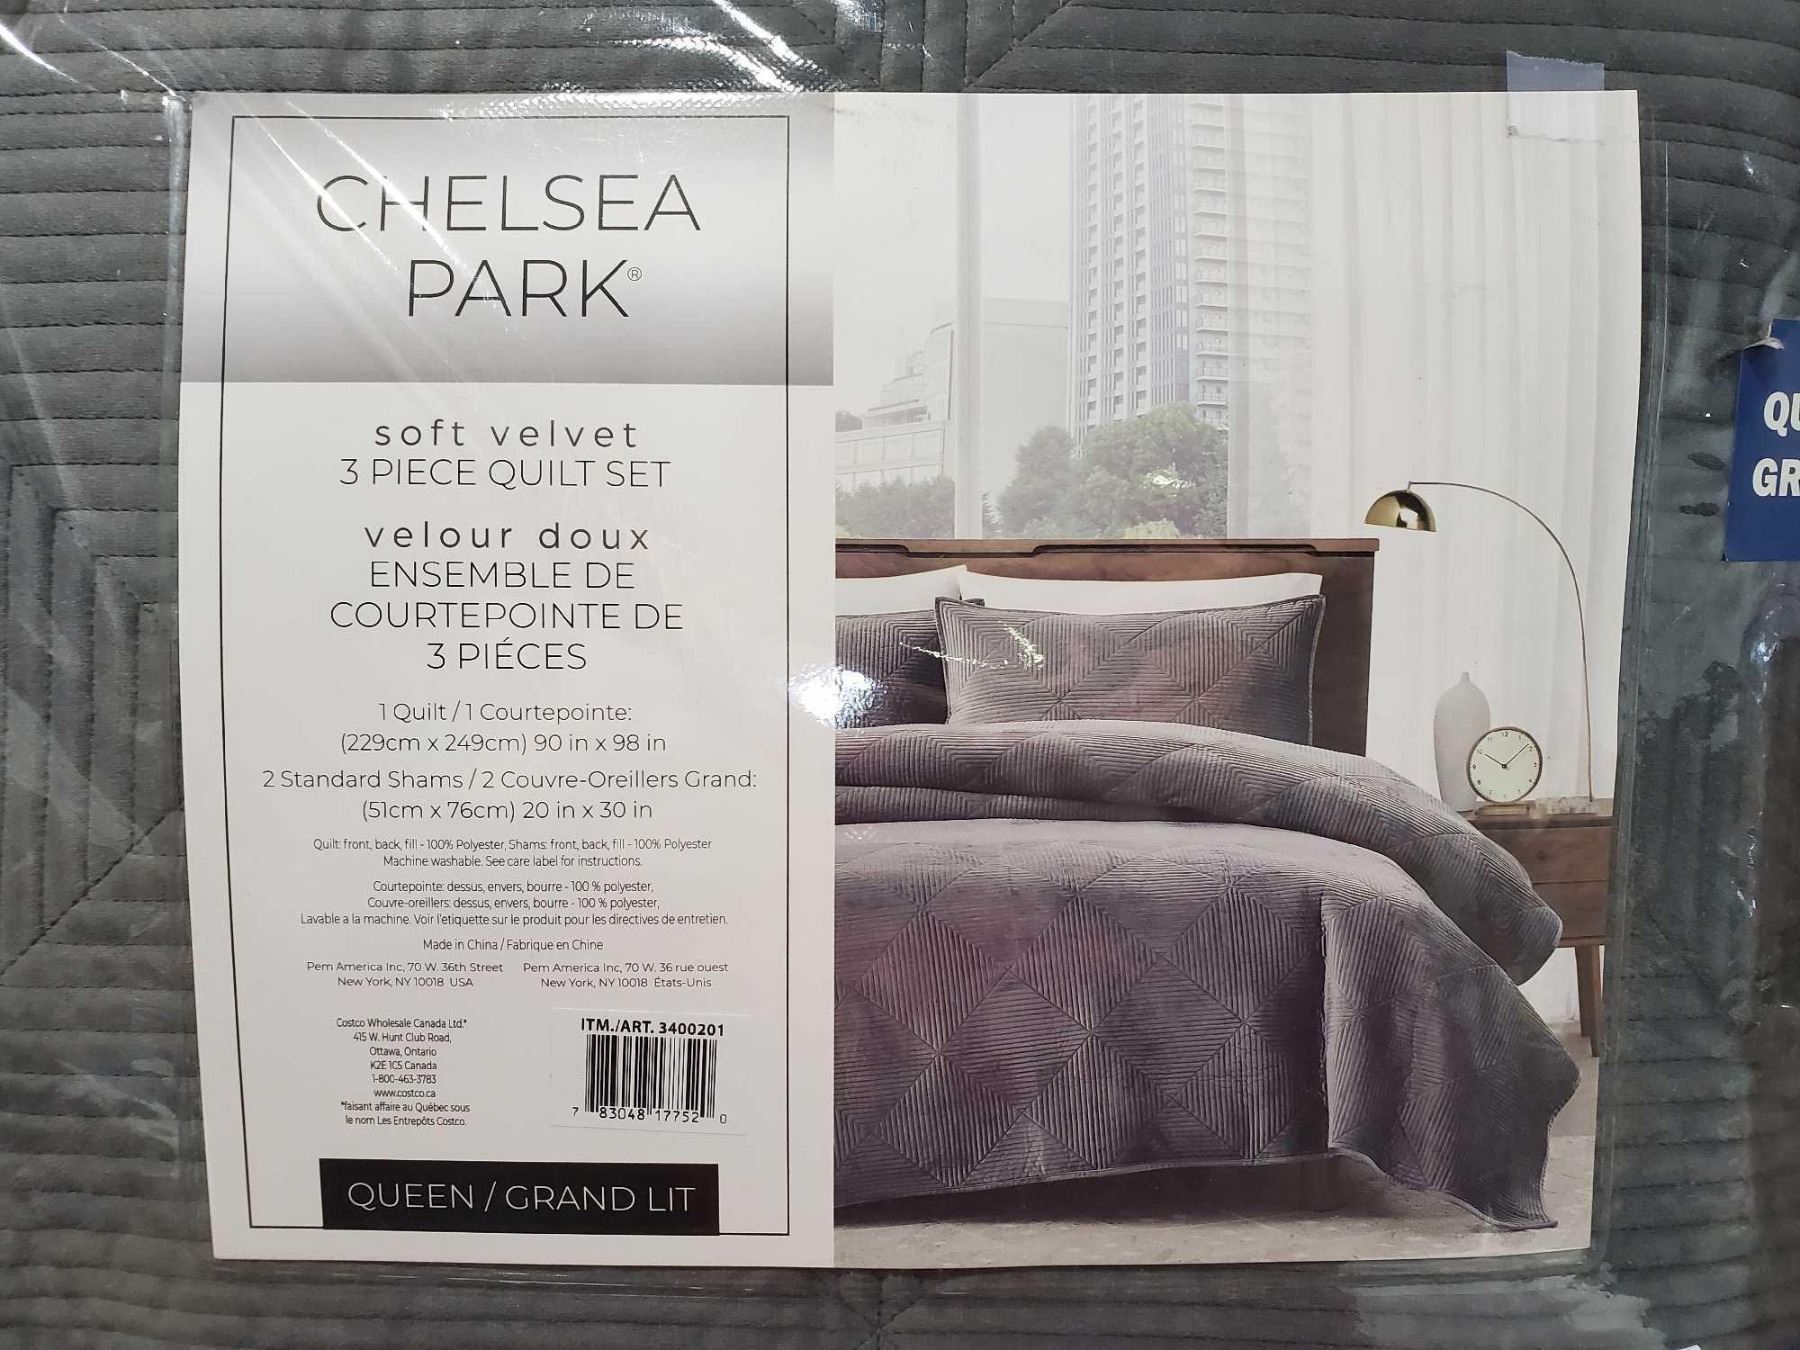 CHELSEA
PARK®
soft velvet
3 PIECE QUILT SET
velour doux
ENSEMBLE DE
COURTEPOINTE DE
3 PIÉCES
1 Quilt / 1 Courtepointe:
(229cm x 249cm) 90 in x 98 in
2 Standard Shams / 2 Couvre-Oreillers Grand:
(51cm x 76cm) 20 in x 30 in
Quilt: front, back, fill - 100% Polyester, Shams: front, back, fill - 100% Polyester
Machine washable. See care label for instructions.
Courtepointe: dessus, envers, bourre - 100 % polyester,
Couvre-oreillers: dessus, envers, bourre - 100 % polyester,
Lavable a la machine. Voir l'etiquette sur le produit pour les directives de entretien.
Made in China / Fabrique en Chine
Pem America Inc, 70 W. 36th Street
New York, NY 10018 USA
Pem America Inc, 70 W. 36 rue ouest
New York, NY 10018 États-Unis
Costco Wholesale Canada Ltd.*
415 W. Hunt Club Road,
Ottawa, Ontario
K2E 1C5 Canada
1-800-463-3783
www.costco.ca
*faisant affaire au Québec sous
le nom Les Entrepôts Costco.
ITM./ART. 3400201
7 83048 17752 0
QUEEN / GRAND LIT
QU
GR